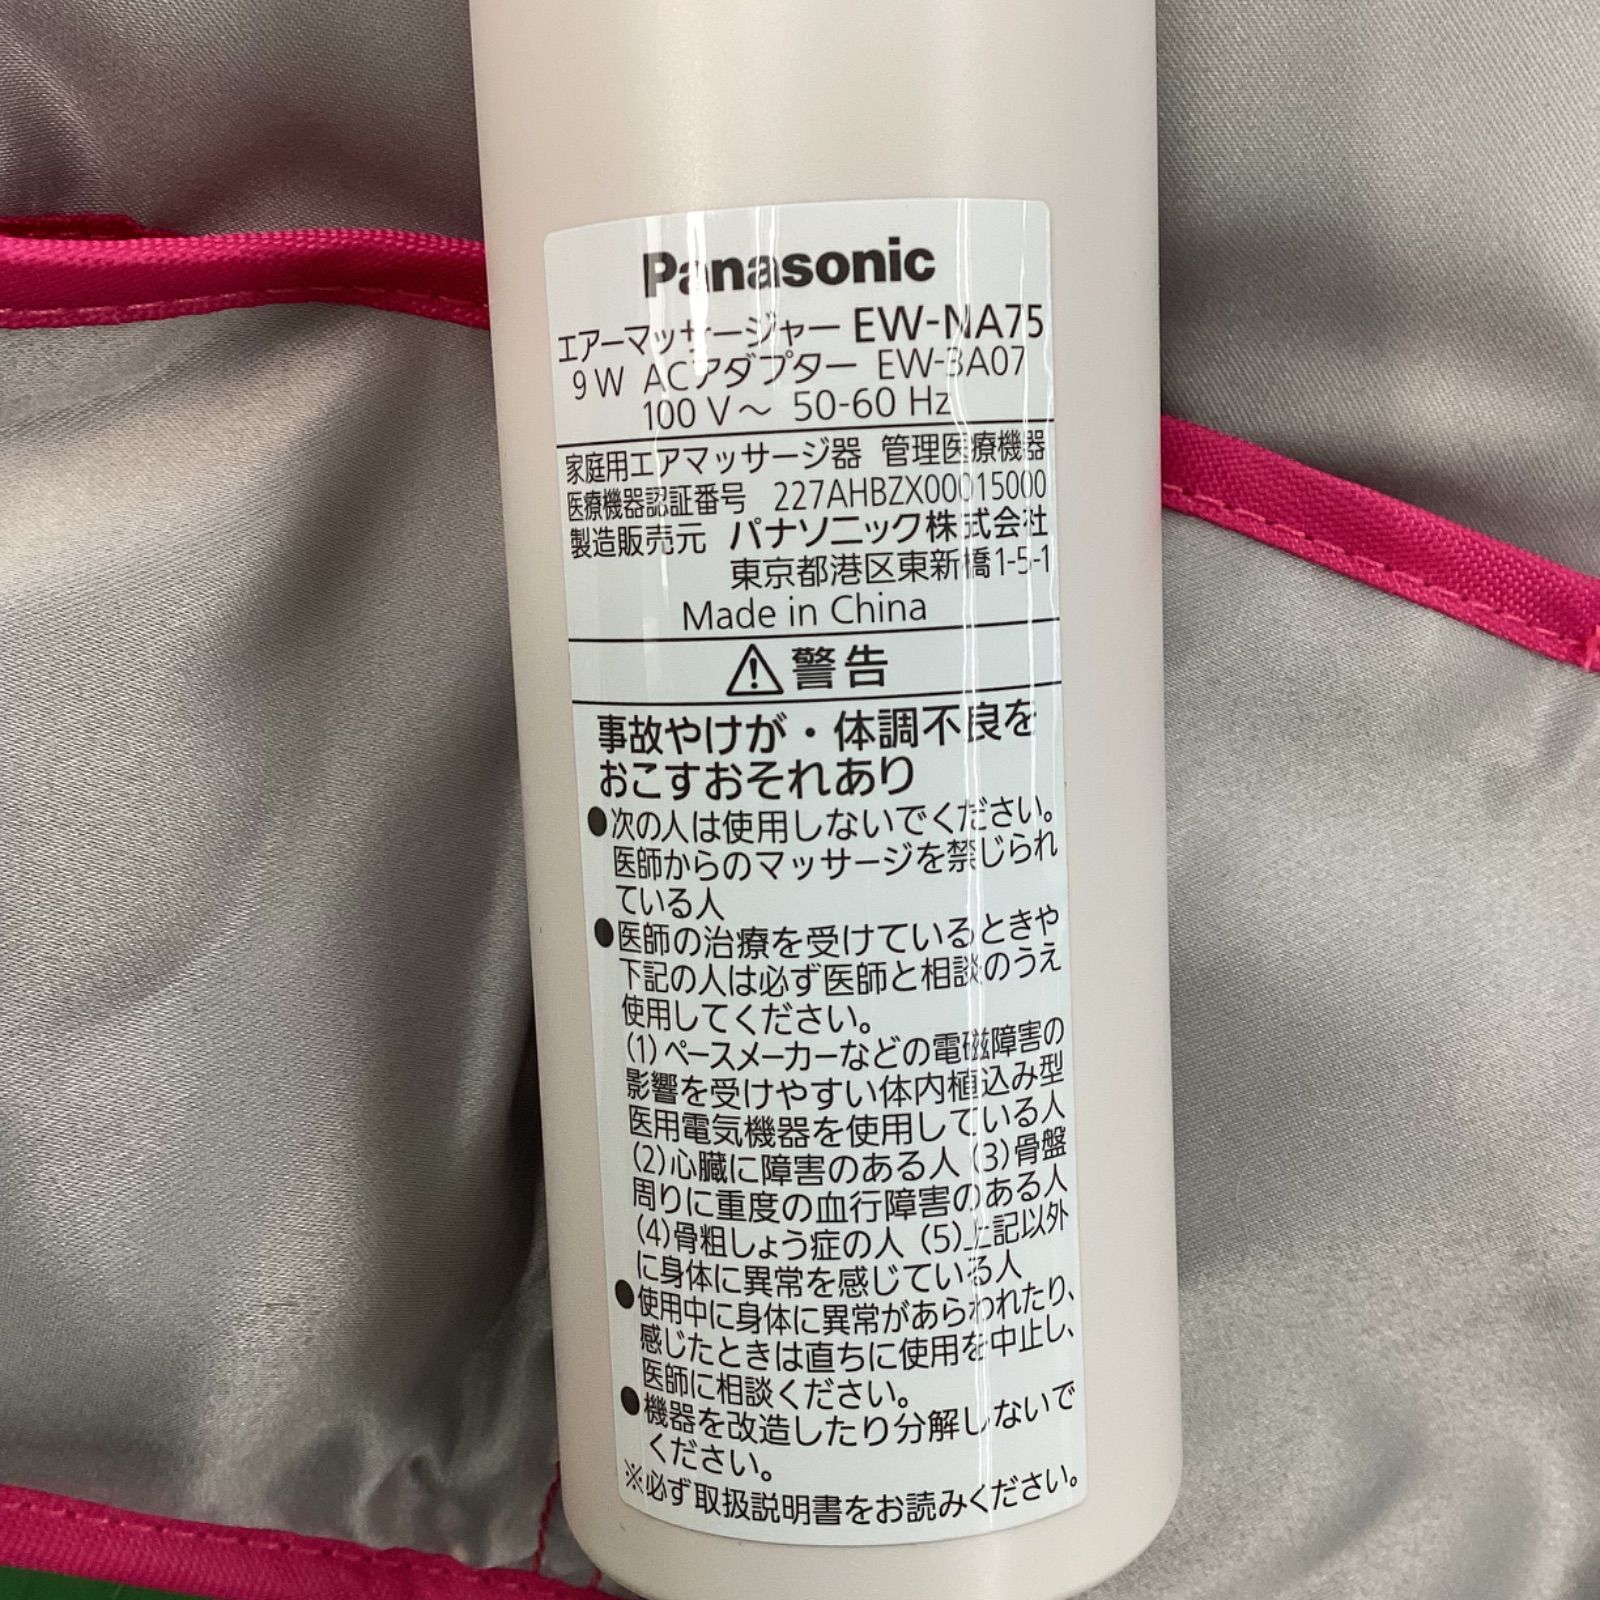 Panasonic
エアーマッサージャー EW-NA75
9 W ACアダプター EW-3A07
100 V～ 50-60 Hz
家庭用エアマッサージ器 管理医療機器
医療機器認証番号 227AHBZX00015000
製造販売元 パナソニック株式会社
東京都港区東新橋1-5-1
Made in China
警告
事故やけが・体調不良を
おこすおそれあり
●次の人は使用しないでください。
医師からのマッサージを禁じられ
ている人
●医師の治療を受けているときや
下記の人は必ず医師と相談のうえ
使用してください。
(1)ペースメーカーなどの電磁障害の
影響を受けやすい体内植込み型
医用電気機器を使用している人
(2)心臓に障害のある人(3)骨盤
周りに重度の血行障害のある人
(4)骨粗しょう症の人(5)上記以外
に身体に異常を感じている人
●使用中に身体に異常があらわれたり、
感じたときは直ちに使用を中止し、
医師に相談ください。
●機器を改造したり分解しないで
ください。
※必ず取扱説明書をお読みください。